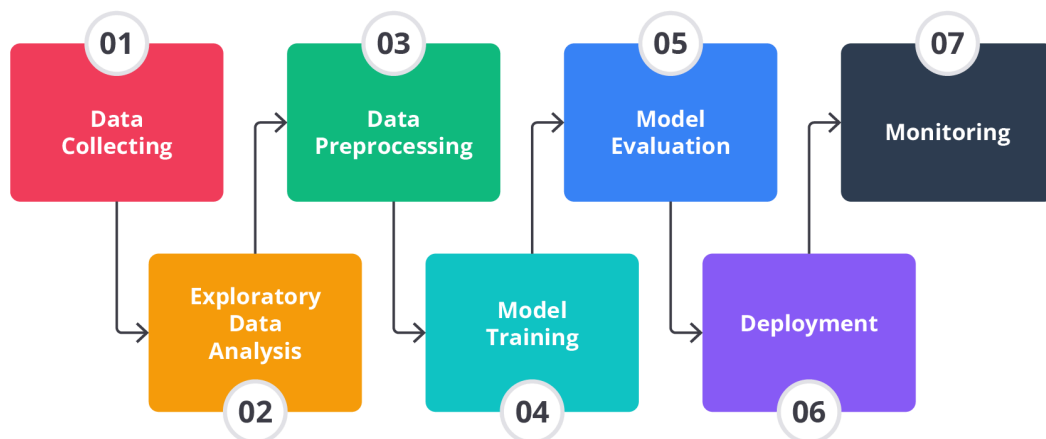 01
Data
Collecting
Exploratory
Data
Analysis
02
03
Data
Preprocessing
Model
Training
04
05
Model
Evaluation
Deployment
06
07
Monitoring